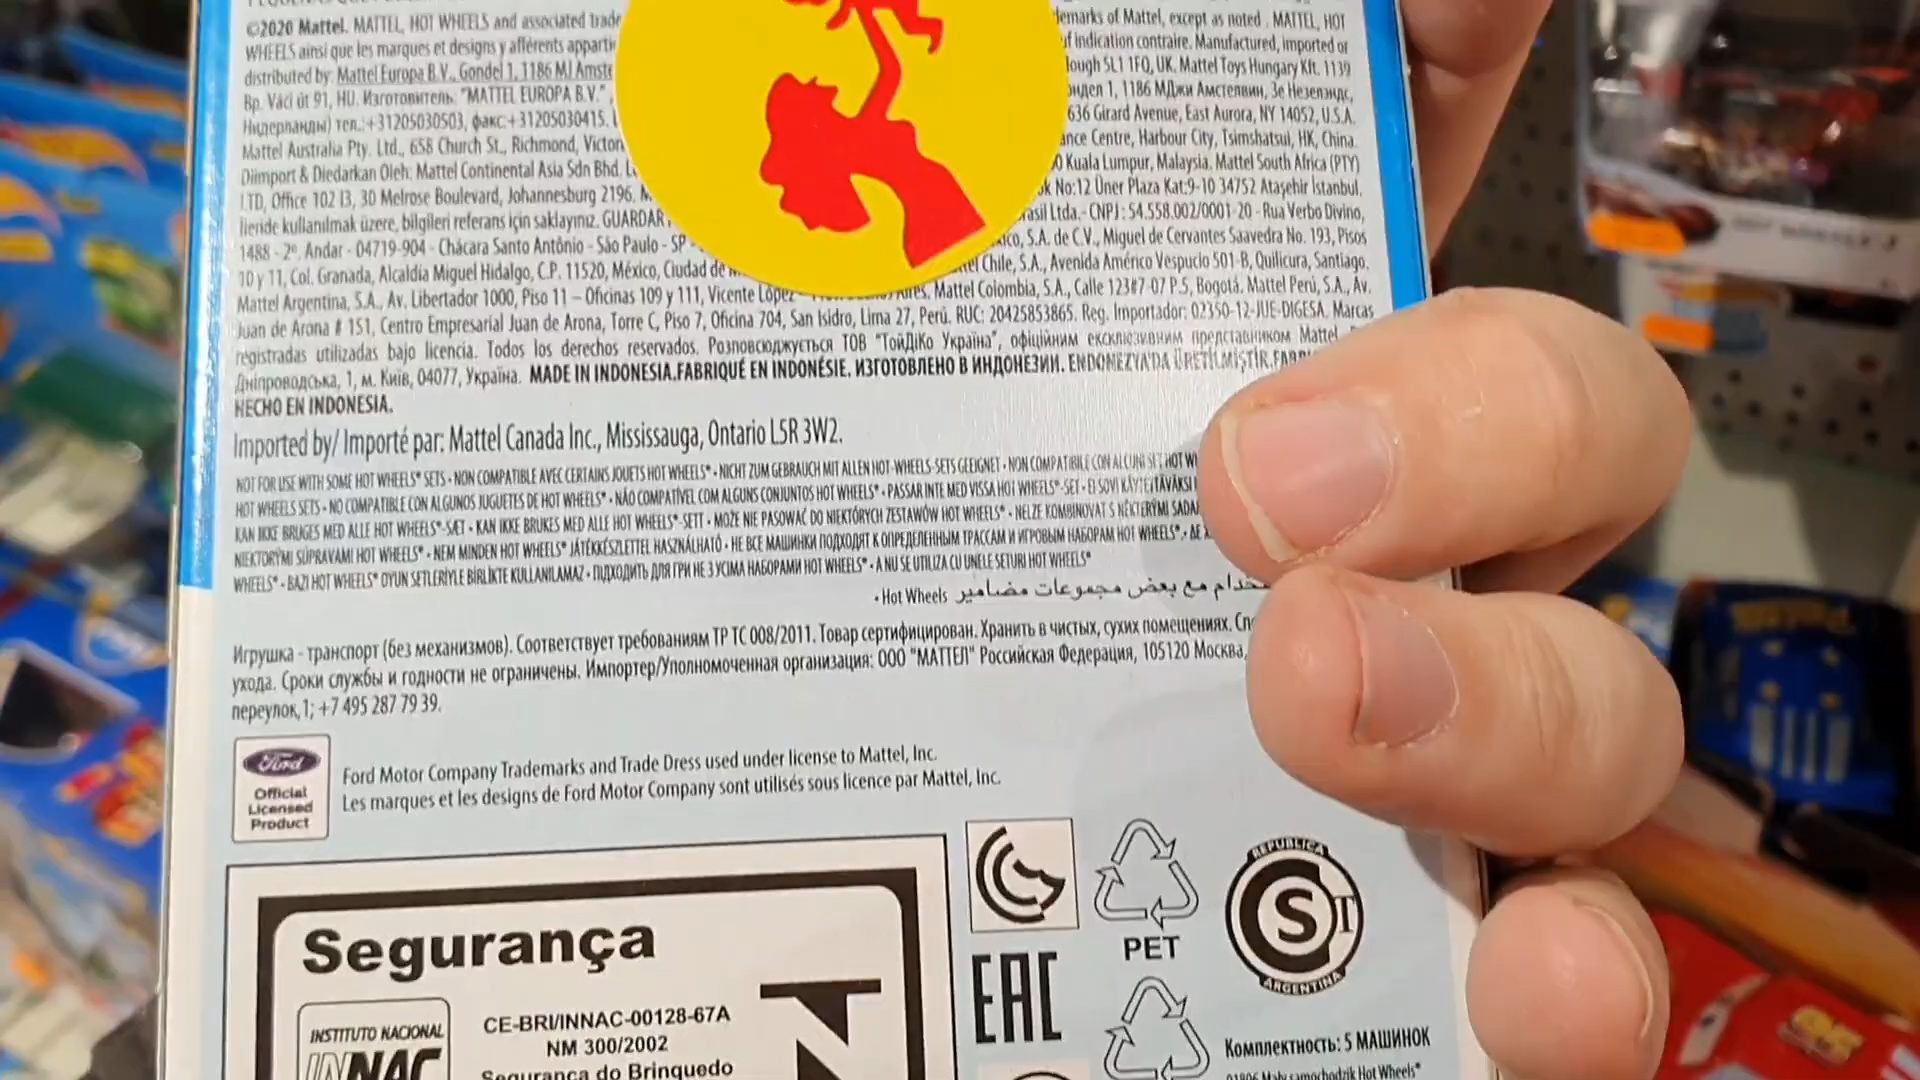 ©2020 Mattel. MATTEL, HOT WHEELS and associated trade
WHEELS ainsi que les marques et designs y afférents apparti
distributed by: Mattel Europa B.V., Gondel 1, 1186 MJ Amste
Bp. Váci út 91, HU. Изготовитель: "MATTEL EUROPA B.V.",
Нидерланды) тел.:+31205030503, факс:+31205030415.
Mattel Australia Pty. Ltd., 658 Church St., Richmond, Victor
Diimport & Diedarkan Oleh: Mattel Continental Asia Sdn Bhd.
LTD, Office 102 I3, 30 Melrose Boulevard, Johannesburg 2196.
ileride kullanılmak üzere, bilgileri referans için saklayınız. GUARDAR
1488 - 2º. Andar - 04719-904 - Chácara Santo Antônio - São Paulo - SP -
10 y 11, Col. Granada, Alcaldía Miguel Hidalgo, C.P. 11520, México, Ciudad de
lemarks of Mattel, except as noted. MATTEL, HOT
uf indication contraire. Manufactured, imported or
lough SL1 1FQ, UK. Mattel Toys Hungary Kft. 1139
ндел 1, 1186 МДжи Амстелвин, Зе Незелэндс,
636 Girard Avenue, East Aurora, NY 14052, U.S.A.
ance Centre, Harbour City, Tsimshatsui, HK, China.
0 Kuala Lumpur, Malaysia. Mattel South Africa (PTY)
ok No:12 Üner Plaza Kat:9-10 34752 Ataşehir İstanbul.
rasil Ltda.- CNPJ : 54.558.002/0001-20 - Rua Verbo Divino,
xico, S.A. de C.V., Miguel de Cervantes Saavedra No. 193, Pisos
tel Chile, S.A., Avenida Américo Vespucio 501-B, Quilicura, Santiago.
Mattel Argentina, S.A., Av. Libertador 1000, Piso 11 – Oficinas 109 y 111, Vicente López - Aires. Mattel Colombia, S.A., Calle 123#7-07 P.5, Bogotá. Mattel Perú, S.A., Av.
Juan de Arona # 151, Centro Empresarial Juan de Arona, Torre C, Piso 7, Oficina 704, San Isidro, Lima 27, Perú. RUC: 20425853865. Reg. Importador: 02350-12-JUE-DIGESA. Marcas
registradas utilizadas bajo licencia. Todos los derechos reservados. Розповсюджується ТОВ "ТойДіКо Україна", офіційним ексклюзивним представником Mattel.
Дніпроводська, 1, м. Київ, 04077, Україна. MADE IN INDONESIA.FABRIQUÉ EN INDONÉSIE. ИЗГОТОВЛЕНО В ИНДОНЕЗИИ. ENDONEZYA'DA ÜRETİLMİŞTİR.FABRI
HECHO EN INDONESIA.
Imported by/ Importé par: Mattel Canada Inc., Mississauga, Ontario L5R 3W2.
NOT FOR USE WITH SOME HOT WHEELS® SETS • NON COMPATIBLE AVEC CERTAINS JOUETS HOT WHEELS® • NICHT ZUM GEBRAUCH MIT ALLEN HOT-WHEELS-SETS GEEIGNET • NON COMPATIBILE CON ALCUNI SET HOT W
HOT WHEELS SETS • NO COMPATIBLE CON ALGUNOS JUGUETES DE HOT WHEELS® • NÃO COMPATÍVEL COM ALGUNS CONJUNTOS HOT WHEELS® • PASSAR INTE MED VISSA HOT WHEELS®-SET • EI SOVI KÄYTETTÄVÄKSI
KAN IKKE BRUGES MED ALLE HOT WHEELS®-SÆT • KAN IKKE BRUKES MED ALLE HOT WHEELS®-SETT • MOŻE NIE PASOWAĆ DO NIEKTÓRYCH ZESTAWÓW HOT WHEELS® • NELZE KOMBINOVAT S NĚKTERÝMI SADA
NIEKTORÝMI SÚPRAVAMI HOT WHEELS® • NEM MINDEN HOT WHEELS® JÁTÉKKÉSZLETTEL HASZNÁLHATÓ • НЕ ВСЕ МАШИНКИ ПОДХОДЯТ К ОПРЕДЕЛЕННЫМ ТРАССАМ И ИГРОВЫМ НАБОРАМ HOT WHEELS®. • ΔΕ
WHEELS® • BAZI HOT WHEELS® OYUN SETLERİYLE BİRLİKTE KULLANILAMAZ • ПІДХОДИТЬ ДЛЯ ГРИ НЕ З УСІМА НАБОРАМИ HOT WHEELS® • A NU SE UTILIZA CU UNELE SETURI HOT WHEELS®
مع بعض مجموعات مضامير Hot Wheels •
Игрушка - транспорт (без механизмов). Соответствует требованиям ТР ТС 008/2011. Товар сертифицирован. Хранить в чистых, сухих помещениях. Сп
ухода. Сроки службы и годности не ограничены. Импортер/Уполномоченная организация: ООО "МАТТЕЛ" Российская Федерация, 105120 Москва,
переулок,1; +7 495 287 79 39.
Ford
Official
Licensed
Product
Ford Motor Company Trademarks and Trade Dress used under license to Mattel, Inc.
Les marques et les designs de Ford Motor Company sont utilisés sous licence par Mattel, Inc.
Segurança
INSTITUTO NACIONAL
INNAC
CE-BRI/INNAC-00128-67A
NM 300/2002
Segurança do Brinquedo
EAC
PET
REPUBLICA
S
ARGENTINA
Комплектность: 5 МАШИНОК
01806 Mały samochodzik Hot Wheels®